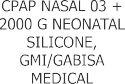 CPAP NASAL 03 +
2000 G NEONATAL
SILICONE,
GMI/GABISA
MEDICAL